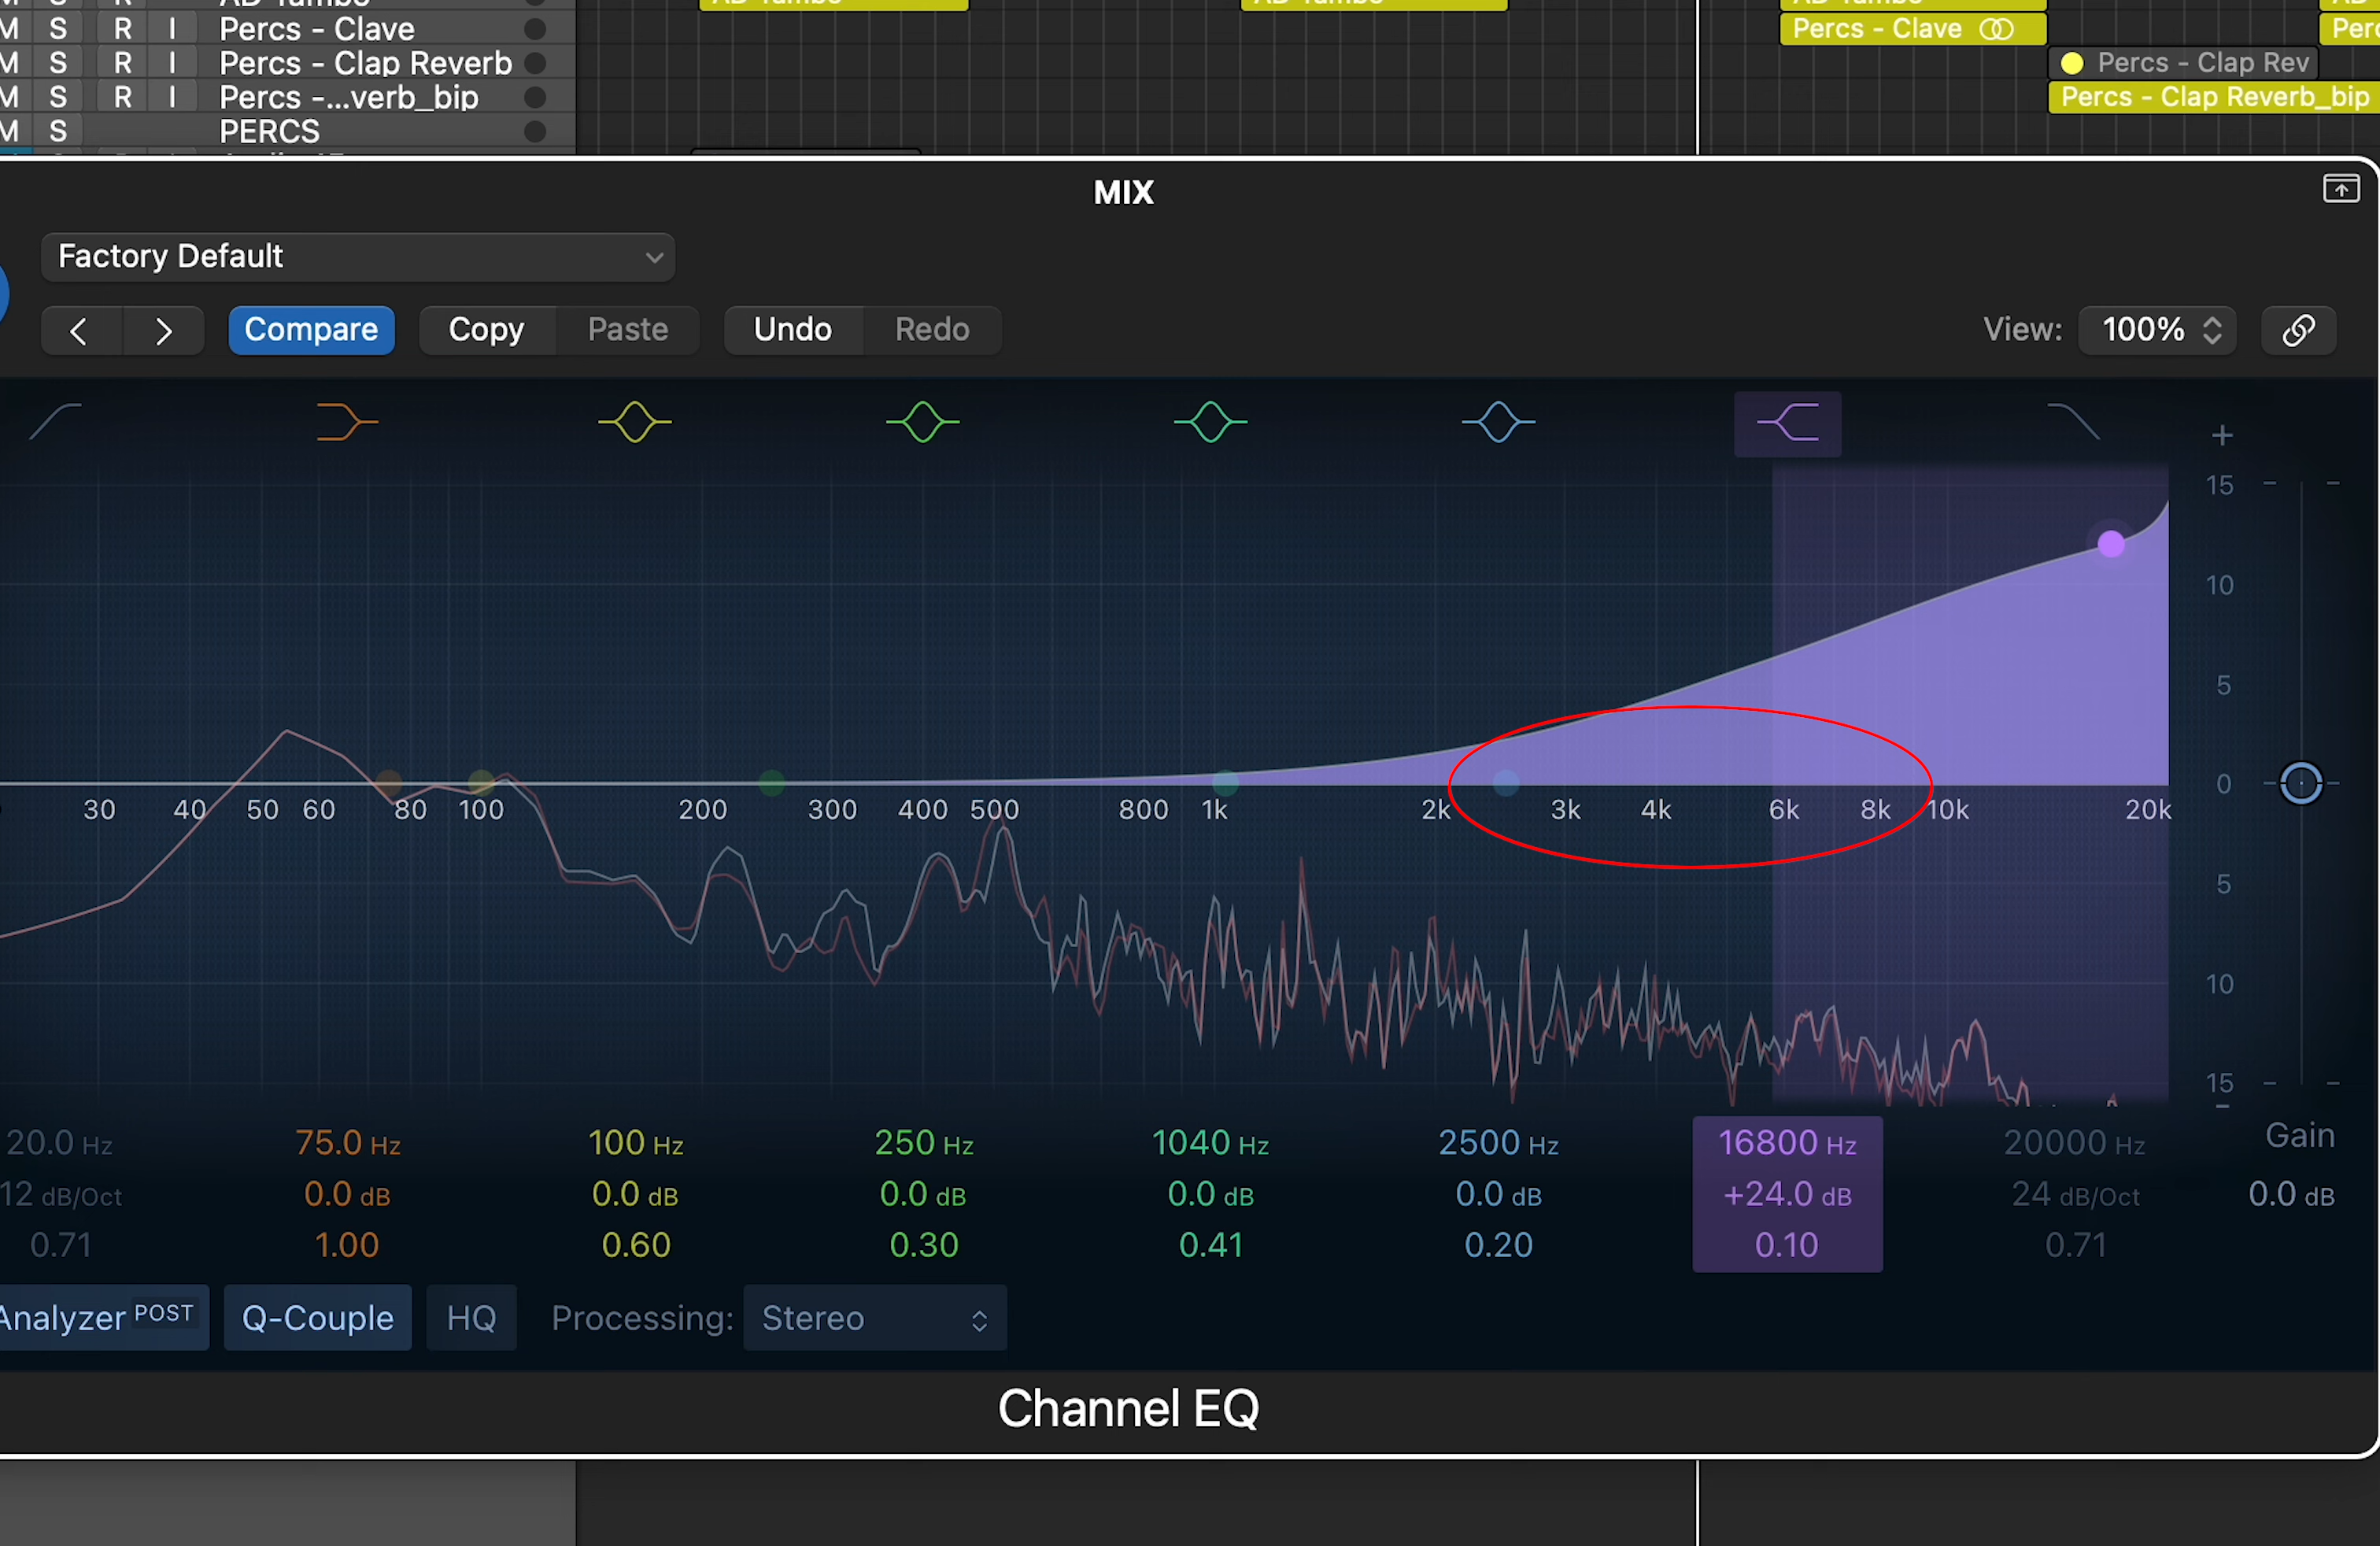 M S R I Percs - Clave
Percs - Clave
M S R I Percs - Clap Reverb
Percs - Clap Rev
M S R I Percs -...verb_bip
Percs - Clap Reverb_bip
M S PERCS
MIX
Factory Default
Compare Copy Paste Undo Redo View: 100%
+
15
10
5
0
30 40 50 60 80 100 200 300 400 500 800 1k 2k 3k 4k 6k 8k 10k 20k
5
10
15
-
20.0 Hz 75.0 Hz 100 Hz 250 Hz 1040 Hz 2500 Hz 16800 Hz 20000 Hz Gain
12 dB/Oct 0.0 dB 0.0 dB 0.0 dB 0.0 dB 0.0 dB +24.0 dB 24 dB/Oct 0.0 dB
0.71 1.00 0.60 0.30 0.41 0.20 0.10 0.71
Analyzer POST Q-Couple HQ Processing: Stereo
Channel EQ